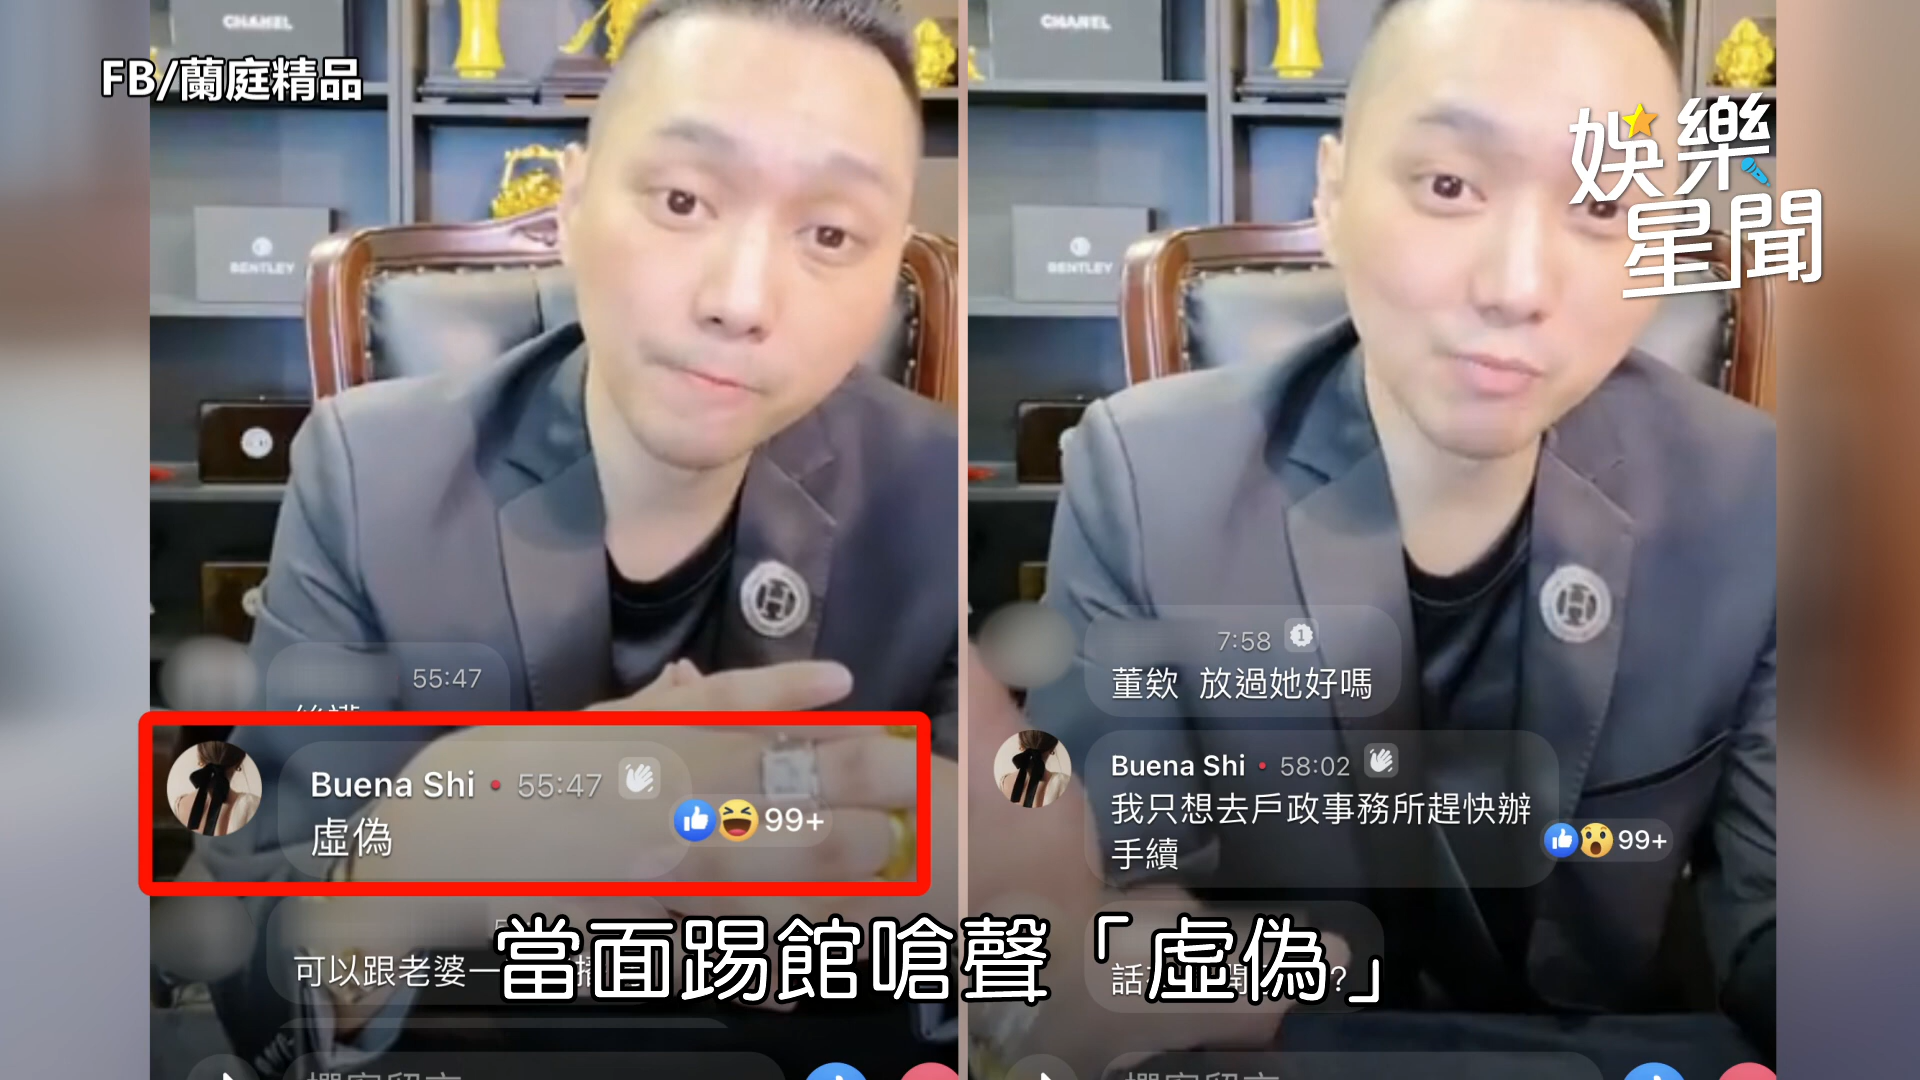 CHANEL
CHANEL
FB/蘭庭精品
娛樂
星聞
BENTLEY
BENTLEY
55:47
Buena Shi • 55:47
虛偽
99+
可以跟老婆一
7:58
董欸 放過她好嗎
Buena Shi • 58:02
我只想去戶政事務所趕快辦
手續
99+
話
?
當面踢館嗆聲「虛偽」